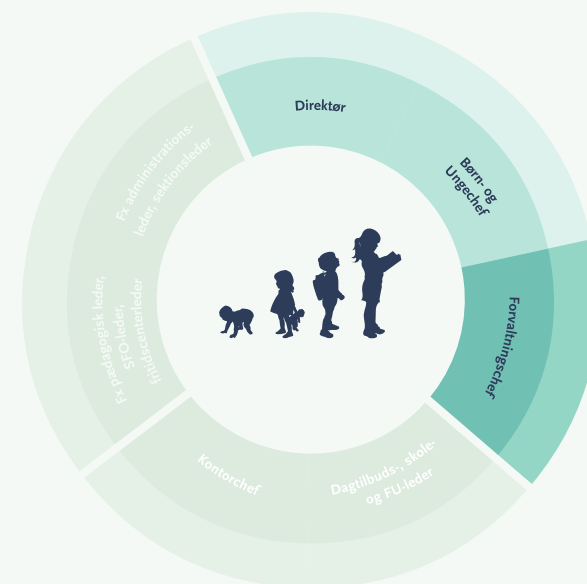 Direktør
Børn- og
Ungechef
Forvaltningschef
Dagtilbuds-, skole-
og FU-leder
Kontorchef
Fx pædagogisk leder,
SFO-leder,
fritidscenterleder
Fx administrations-
leder, sektionsleder